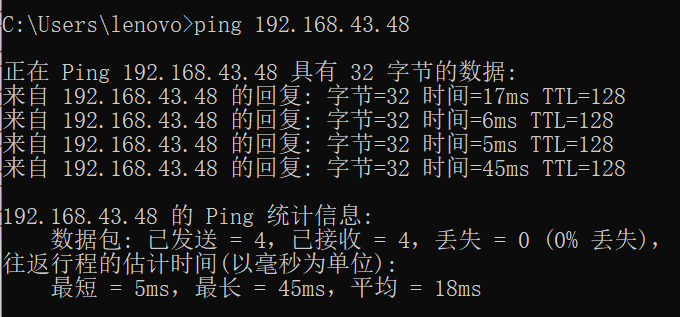 C:\Users\lenovo>ping 192.168.43.48
正在 Ping 192.168.43.48 具有 32 字节的数据:
来自 192.168.43.48 的回复: 字节=32 时间=17ms TTL=128
来自 192.168.43.48 的回复: 字节=32 时间=6ms TTL=128
来自 192.168.43.48 的回复: 字节=32 时间=5ms TTL=128
来自 192.168.43.48 的回复: 字节=32 时间=45ms TTL=128
192.168.43.48 的 Ping 统计信息:
数据包: 已发送 = 4，已接收 = 4，丢失 = 0 (0% 丢失)，
往返行程的估计时间(以毫秒为单位):
最短 = 5ms，最长 = 45ms，平均 = 18ms